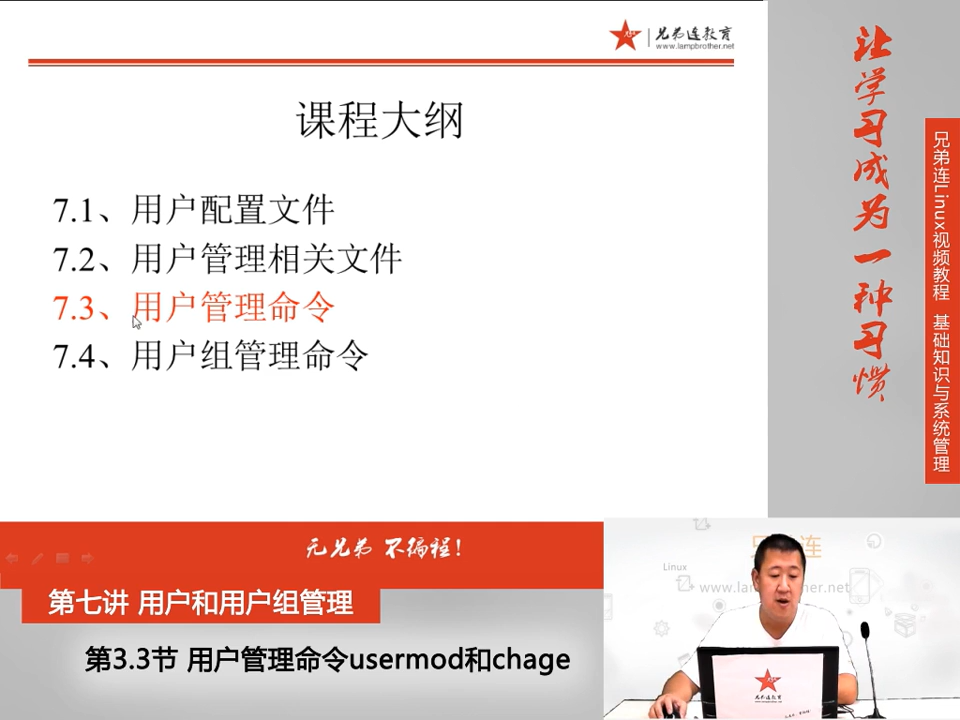 兄弟连教育
www.lampbrother.net
课程大纲
7.1、用户配置文件
7.2、用户管理相关文件
7.3、用户管理命令
7.4、用户组管理命令
让学习成为一种习惯
兄弟连Linux视频教程 基础知识与系统管理
无兄弟 不编程!
第七讲 用户和用户组管理
第3.3节 用户管理命令usermod和chage
Linux
兄弟连教育